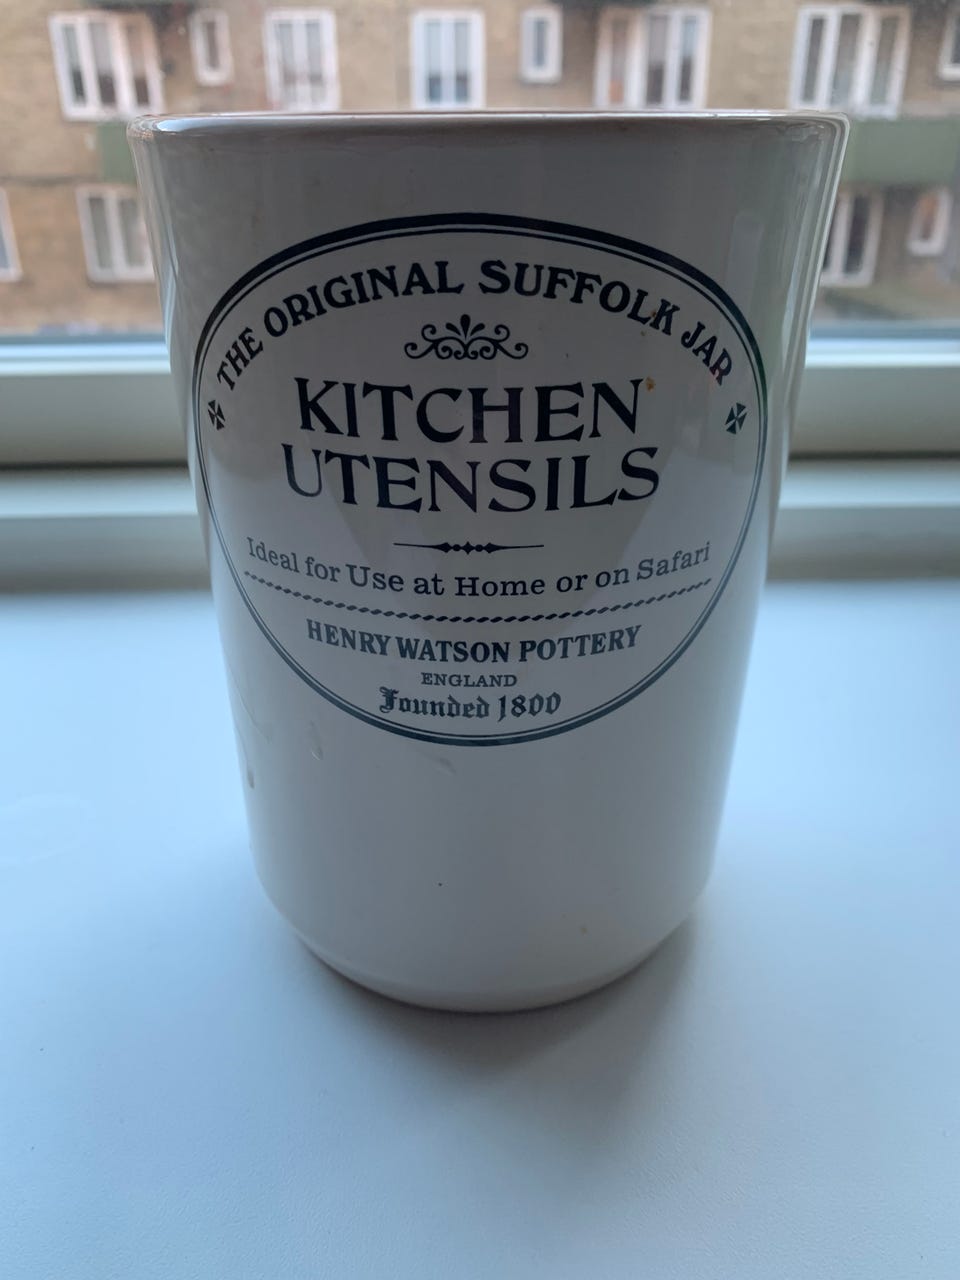 THE ORIGINAL SUFFOLK JAR
KITCHEN
UTENSILS
Ideal for Use at Home or on Safari
HENRY WATSON POTTERY
ENGLAND
Founded 1800